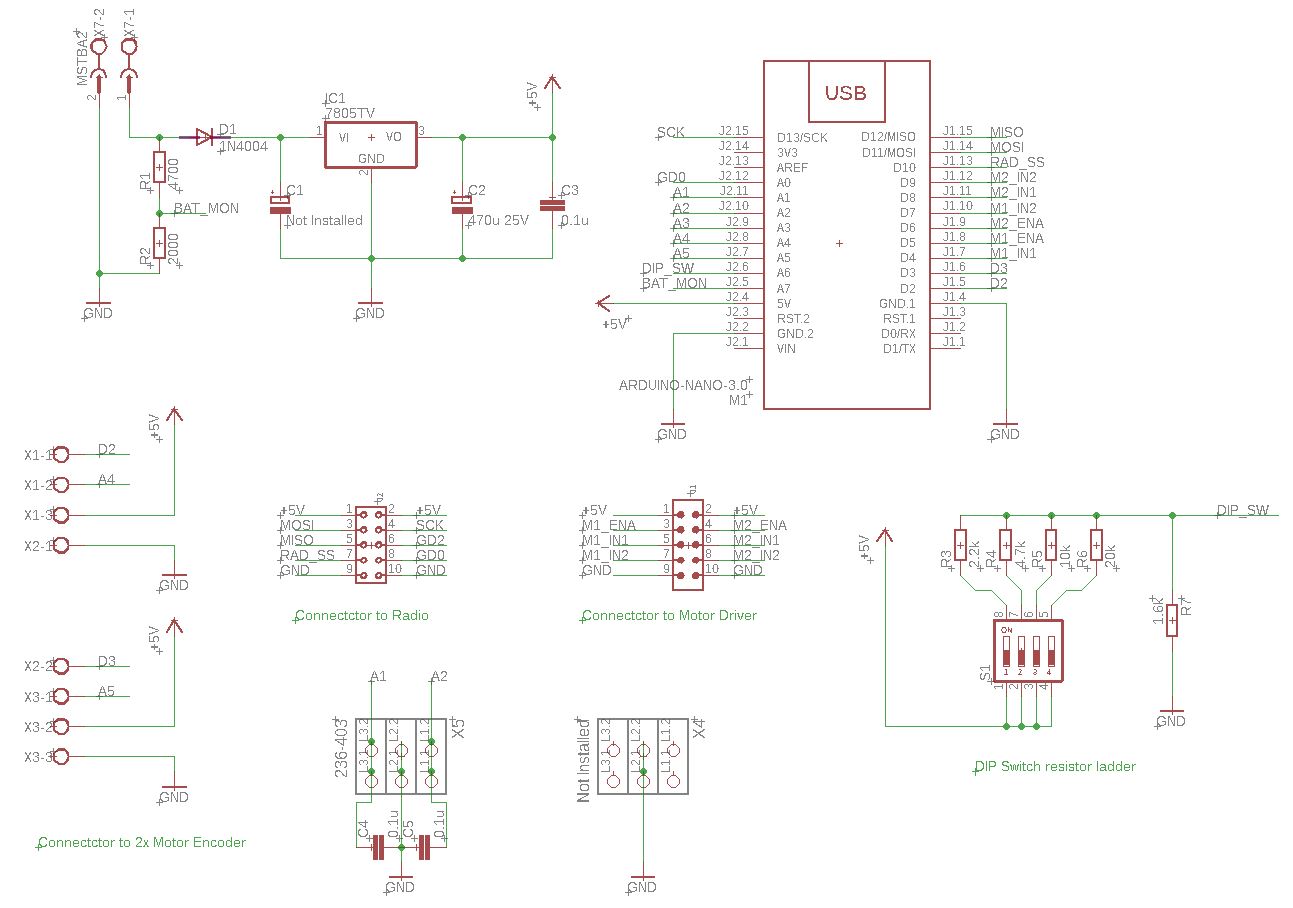 MSTBA2
X7-2
X7-1
2
1
D1
1N4004
R1
4700
BAT_MON
R2
2000
GND
IC1
7805TV
1
VI
VO
3
GND
2
C1
Not Installed
C2
470u 25V
C3
0.1u
+5V
GND
USB
SCK J2.15 D13/SCK D12/MISO J1.15 MISO
J2.14 3V3 D11/MOSI J1.14 MOSI
J2.13 AREF D10 J1.13 RAD_SS
GD0 J2.12 A0 D9 J1.12 M2_IN2
A1 J2.11 A1 D8 J1.11 M2_IN1
A2 J2.10 A2 D7 J1.10 M1_IN2
A3 J2.9 A3 D6 J1.9 M2_ENA
A4 J2.8 A4 D5 J1.8 M1_ENA
A5 J2.7 A5 D4 J1.7 M1_IN1
DIP_SW J2.6 A6 D3 J1.6 D3
BAT_MON J2.5 A7 D2 J1.5 D2
J2.4 5V GND.1 J1.4
+5V
J2.3 RST.2 RST.1 J1.3
J2.2 GND.2 D0/RX J1.2
J2.1 VIN D1/TX J1.1
ARDUINO-NANO-3.0
M1
GND
GND
+5V
X1-1 D2
X1-2 A4
X1-3
X2-1
GND
+5V
X2-2 D3
X3-1 A5
X3-2
X3-3
GND
Connectctor to 2x Motor Encoder
J2
+5V 1 2 +5V
MOSI 3 4 SCK
MISO 5 6 GD2
RAD_SS 7 8 GD0
GND 9 10 GND
Connectctor to Radio
J1
+5V 1 2 +5V
M1_ENA 3 4 M2_ENA
M1_IN1 5 6 M2_IN1
M1_IN2 7 8 M2_IN2
GND 9 10 GND
Connectctor to Motor Driver
A1
A2
236-403
L3.2 L2.2 L1.2
L3.1 L2.1 L1.1
X5
C4
0.1u
C5
0.1u
GND
Not Installed
L3.2 L2.2 L1.2
L3.1 L2.1 L1.1
X4
GND
DIP_SW
+5V
R3
2.2k
R4
4.7k
R5
10k
R6
20k
1.6K
R7
8 7 6 5
ON
1 2 3 4
S1
1 2 3 4
GND
DIP Switch resistor ladder